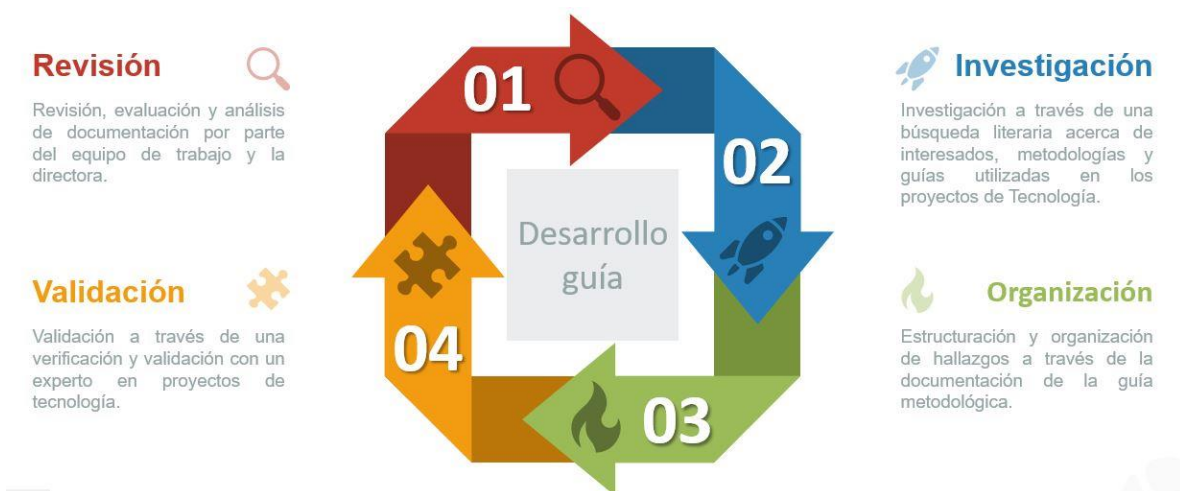 Revisión
Revisión, evaluación y análisis
de documentación por parte
del equipo de trabajo y la
directora.
01
02
Investigación
Investigación a través de una
búsqueda literaria acerca de
interesados, metodologías y
guías utilizadas en los
proyectos de Tecnología.
Desarrollo
guía
Validación
Validación a través de una
verificación y validación con un
experto en proyectos de
tecnología.
04
03
Organización
Estructuración y organización
de hallazgos a través de la
documentación de la guía
metodológica.